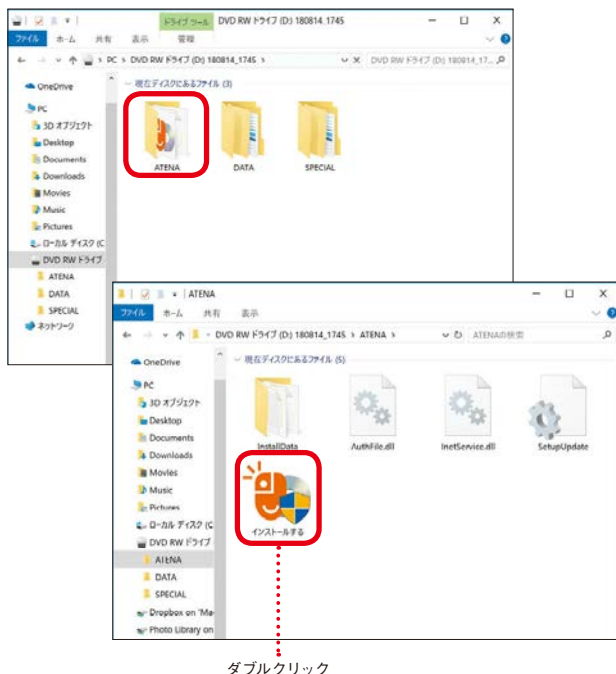 ドライブ ツール DVD RW ドライブ (D:) 180814_1745
ファイル ホーム 共有 表示 管理
PC › DVD RW ドライブ (D:) 180814_1745 › DVD RW ドライブ (D:) 180814_17...
OneDrive
PC
3D オブジェクト
Desktop
Documents
Downloads
Movies
Music
Pictures
ローカル ディスク (C
DVD RW ドライブ
ATENA
DATA
SPECIAL
ネットワーク
現在ディスクにあるファイル (3)
ATENA DATA SPECIAL
ATENA
ファイル ホーム 共有 表示
DVD RW ドライブ (D:) 180814_1745 › ATENA › ATENAの検索
OneDrive
PC
3D オブジェクト
Desktop
Documents
Downloads
Movies
Music
Pictures
ローカル ディスク (C
DVD RW ドライブ
ATENA
DATA
SPECIAL
Dropbox on 'Ma
Photo Library on
現在ディスクにあるファイル (5)
InstallData AuthFile.dll InetService.dll SetupUpdate
インストールする
ダブルクリック